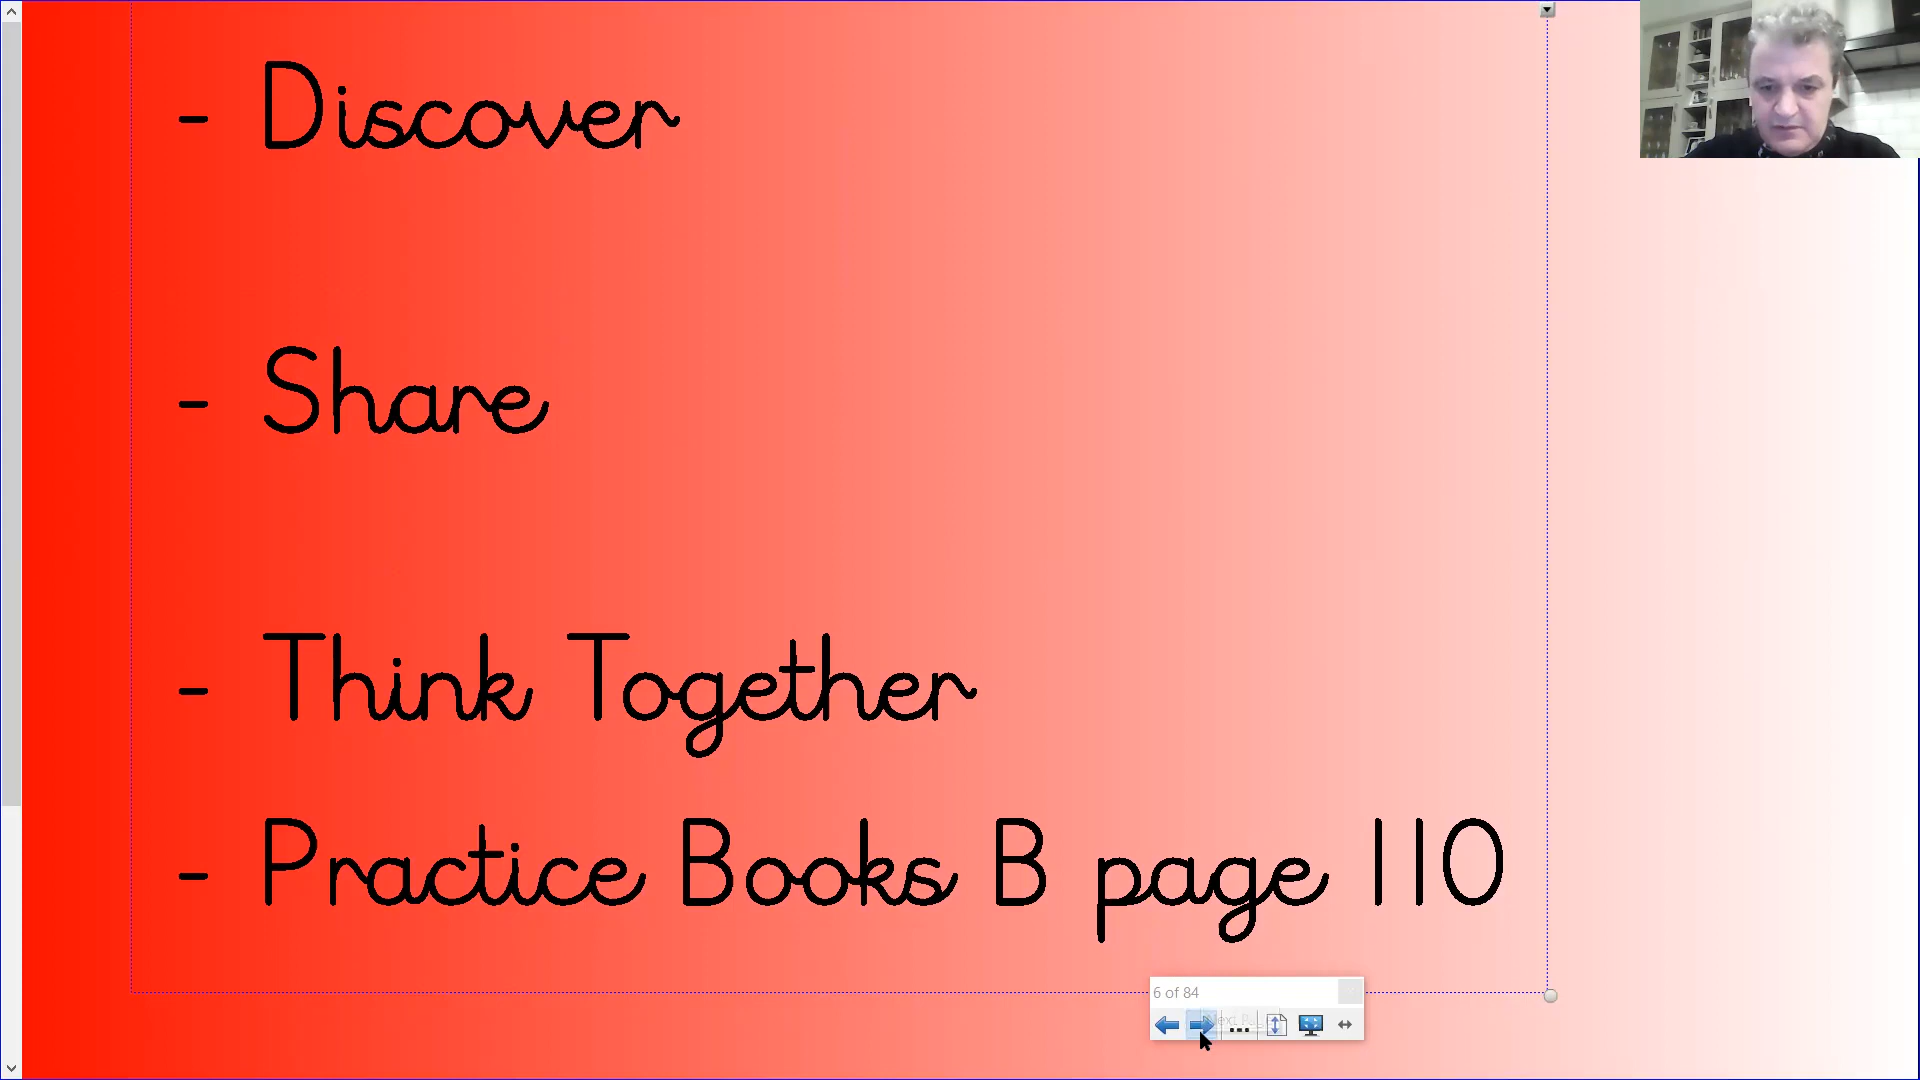 - Discover
- Share
- Think Together
- Practice Books B page 110
6 of 84